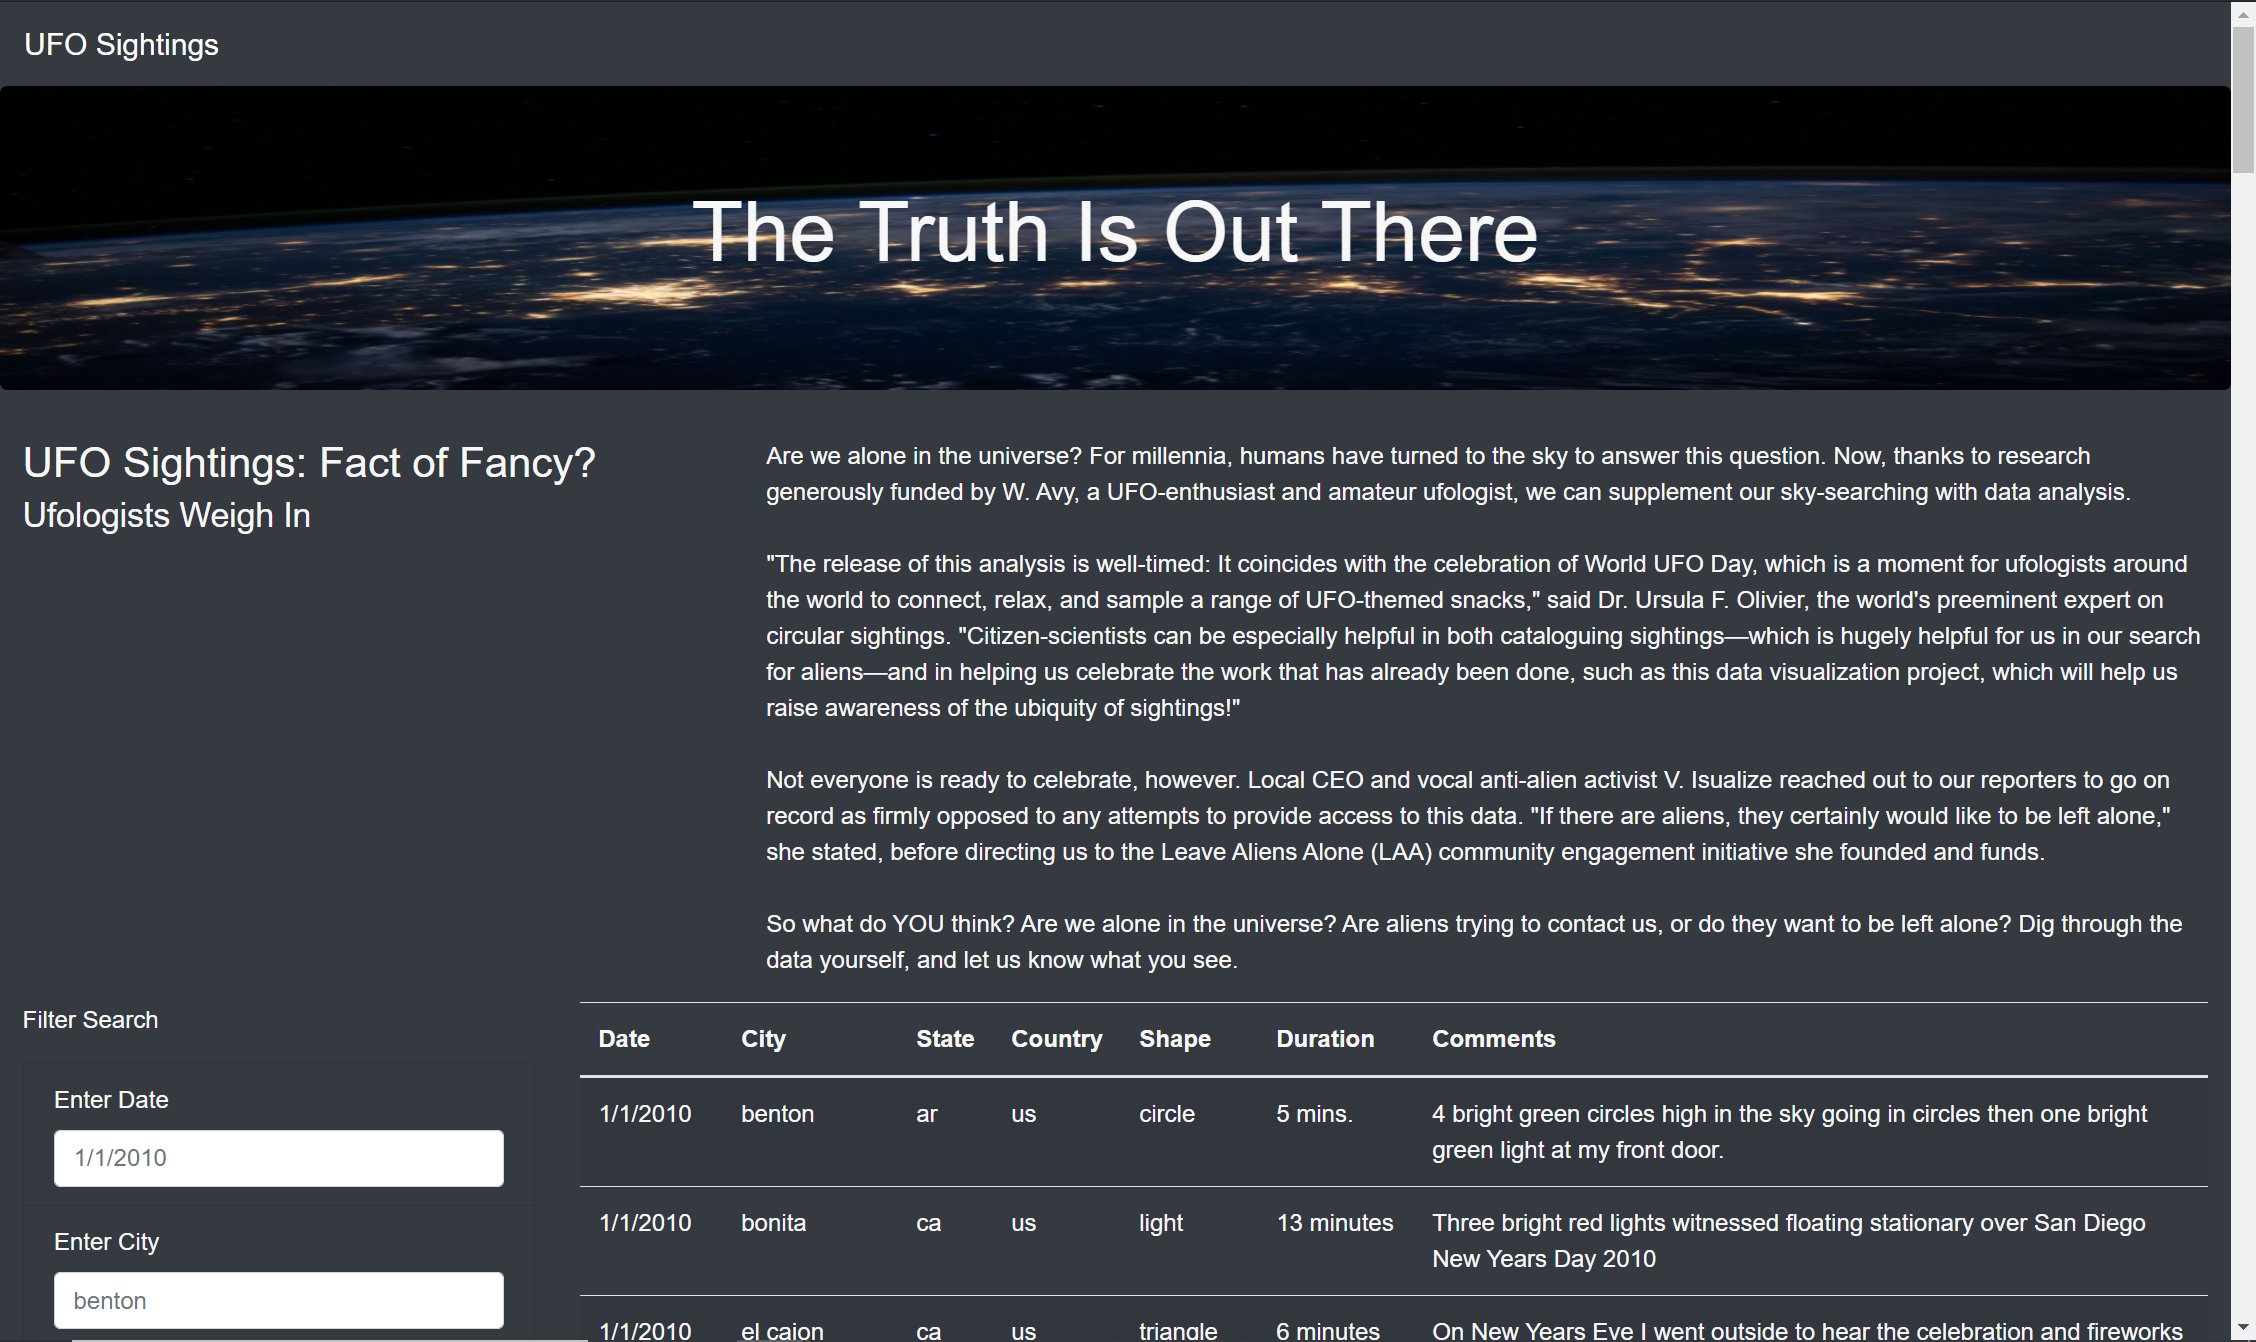 UFO Sightings
The Truth Is Out There
UFO Sightings: Fact of Fancy?
Ufologists Weigh In
Are we alone in the universe? For millennia, humans have turned to the sky to answer this question. Now, thanks to research
generously funded by W. Avy, a UFO-enthusiast and amateur ufologist, we can supplement our sky-searching with data analysis.
"The release of this analysis is well-timed: It coincides with the celebration of World UFO Day, which is a moment for ufologists around
the world to connect, relax, and sample a range of UFO-themed snacks," said Dr. Ursula F. Olivier, the world's preeminent expert on
circular sightings. "Citizen-scientists can be especially helpful in both cataloguing sightings—which is hugely helpful for us in our search
for aliens—and in helping us celebrate the work that has already been done, such as this data visualization project, which will help us
raise awareness of the ubiquity of sightings!"
Not everyone is ready to celebrate, however. Local CEO and vocal anti-alien activist V. Isualize reached out to our reporters to go on
record as firmly opposed to any attempts to provide access to this data. "If there are aliens, they certainly would like to be left alone,"
she stated, before directing us to the Leave Aliens Alone (LAA) community engagement initiative she founded and funds.
So what do YOU think? Are we alone in the universe? Are aliens trying to contact us, or do they want to be left alone? Dig through the
data yourself, and let us know what you see.
Filter Search
Enter Date
1/1/2010
Enter City
benton
Date City State Country Shape Duration Comments
1/1/2010 benton ar us circle 5 mins. 4 bright green circles high in the sky going in circles then one bright
green light at my front door.
1/1/2010 bonita ca us light 13 minutes Three bright red lights witnessed floating stationary over San Diego
New Years Day 2010
1/1/2010 el cajon ca us triangle 6 minutes On New Years Eve I went outside to hear the celebration and fireworks